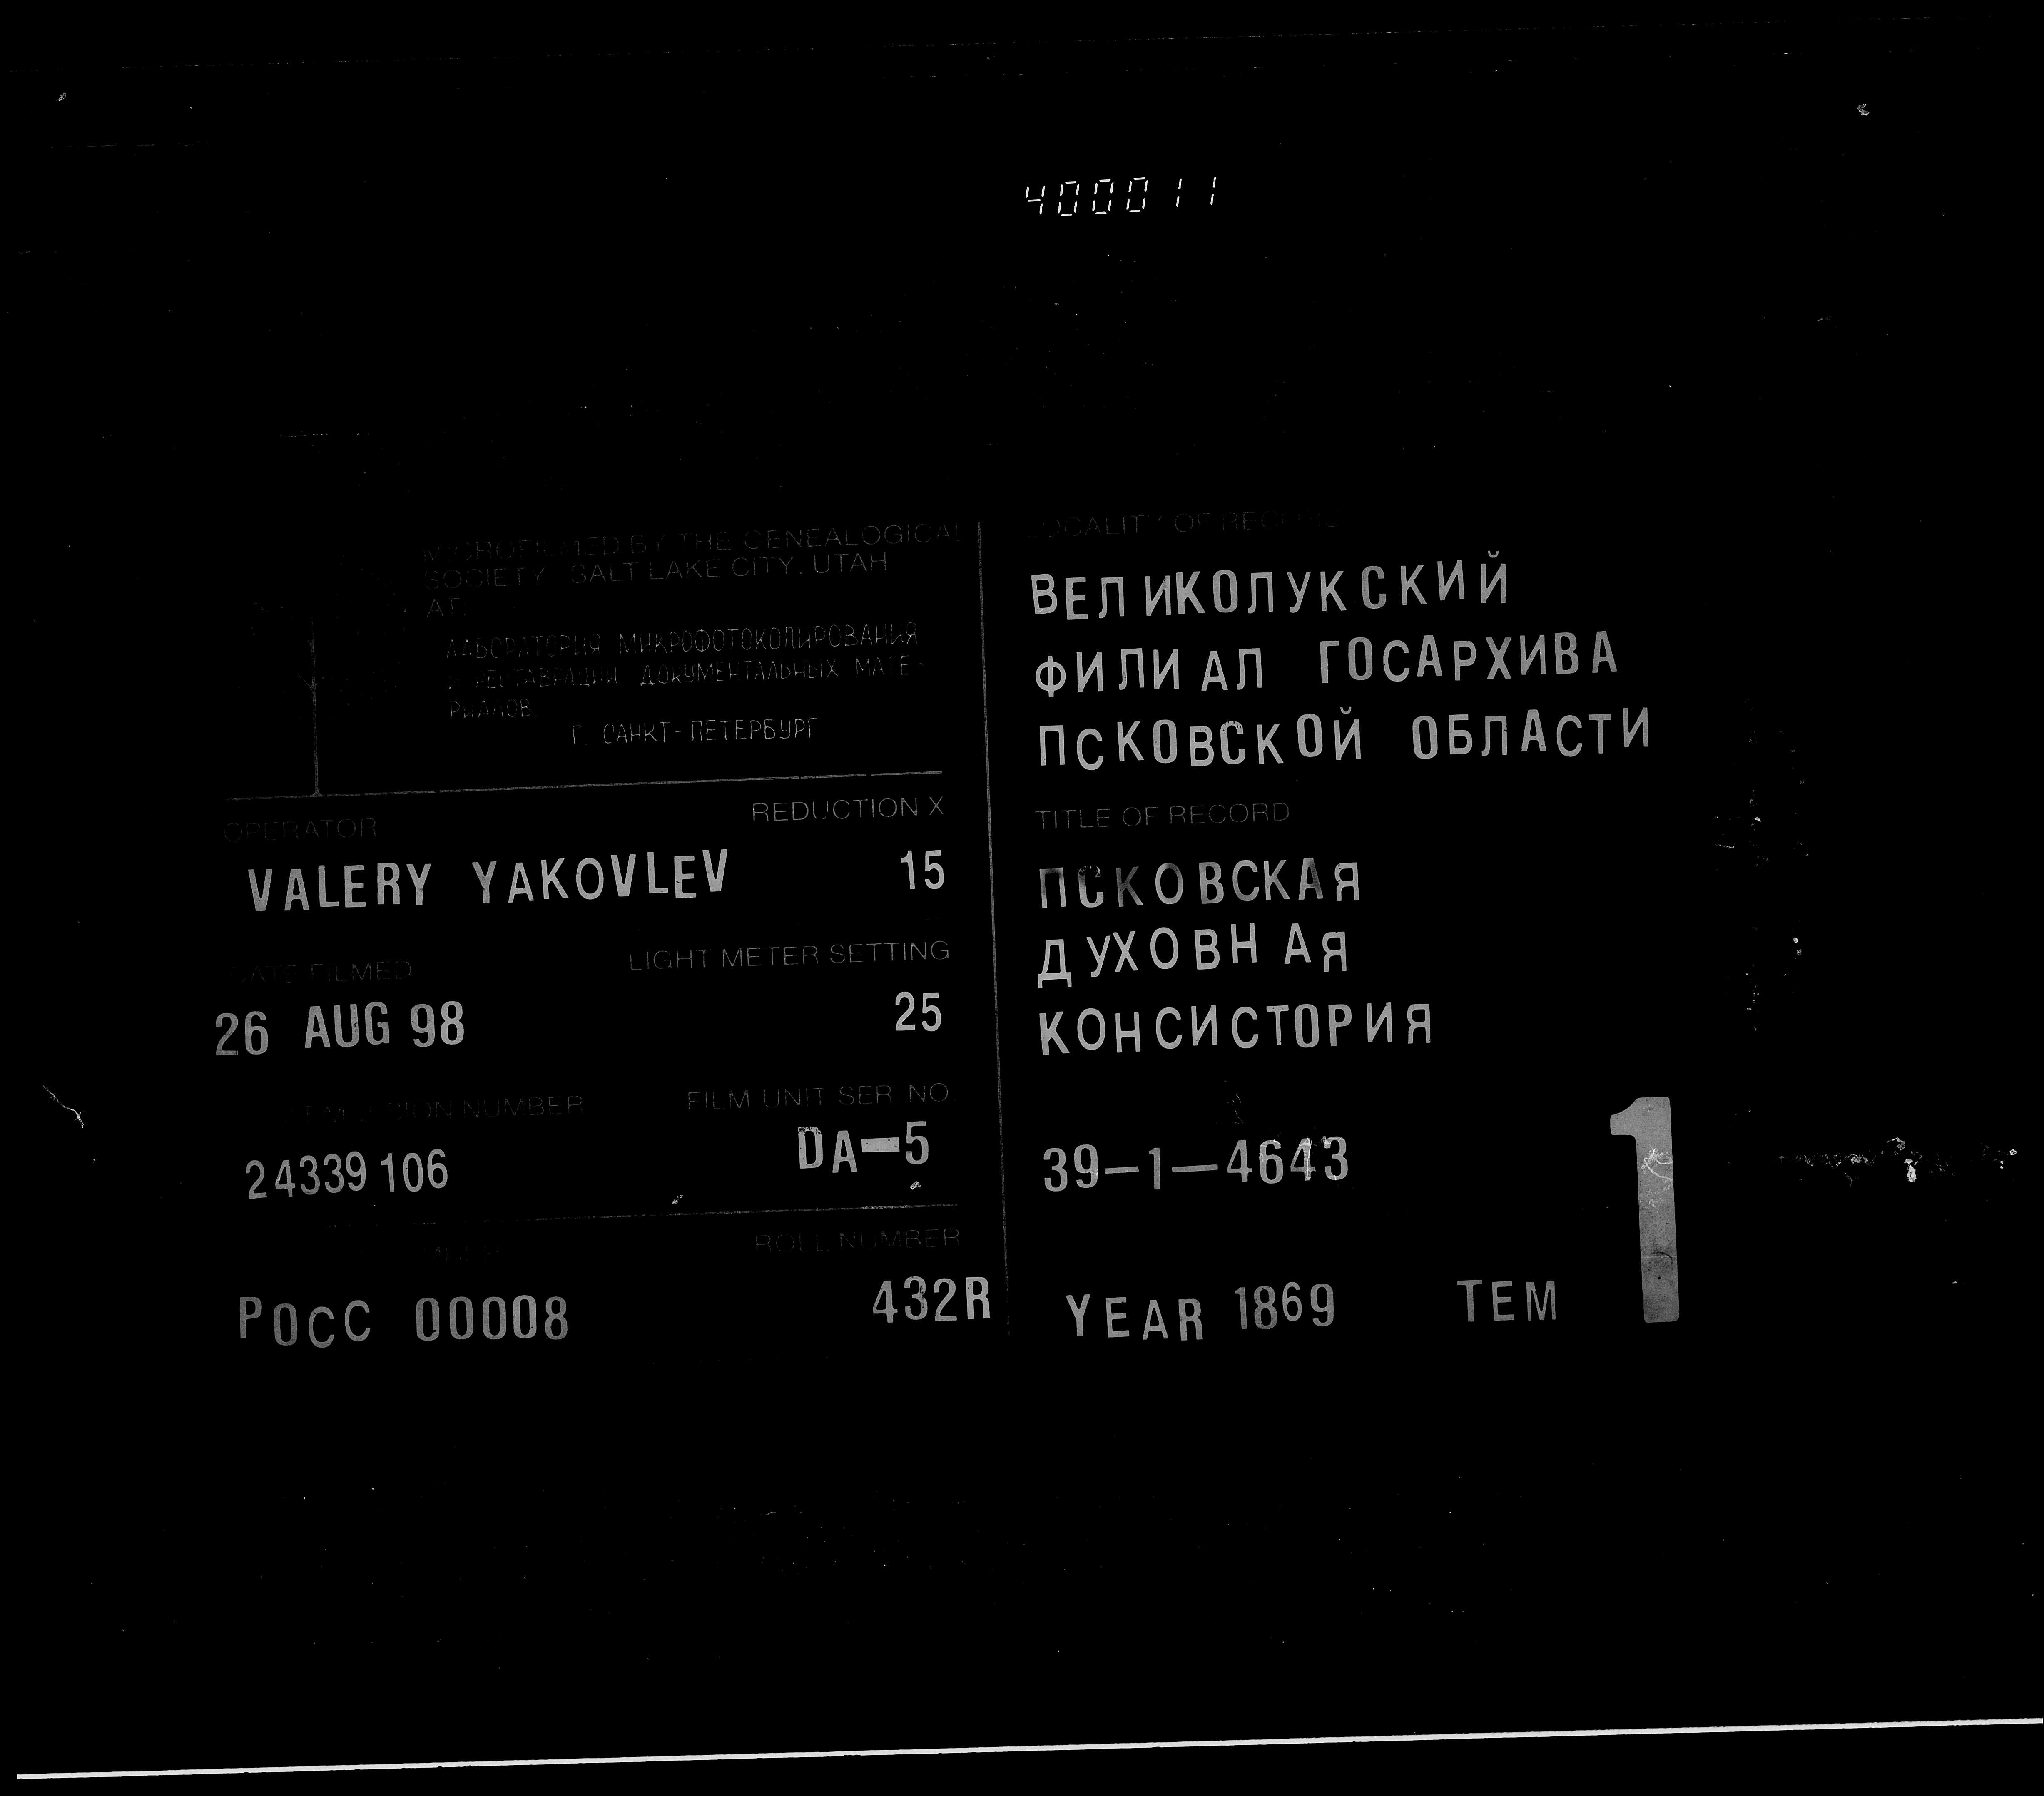 400011
MICROFILMED BY THE GENEALOGICAL
SOCIETY SALT LAKE CITY, UTAH
AT:
ЛАБОРАТОРИЯ МИКРОФОТОКОПИРОВАНИЯ
И РЕСТАВРАЦИИ ДОКУМЕНТАЛЬНЫХ МАТЕ-
РИАЛОВ
Г. САНКТ-ПЕТЕРБУРГ
OPERATOR REDUCTION X
VALERY YAKOVLEV 15
DATE FILMED LIGHT METER SETTING
26 AUG 98 25
NUMBER FILM UNIT SER. NO.
24339106 DA-5
ROLL NUMBER
РОСС 00008 432R
LOCALITY OF RECORD
ВЕЛИКОЛУКСКИЙ
ФИЛИАЛ ГОСАРХИВА
ПСКОВСКОЙ ОБЛАСТИ
TITLE OF RECORD
ПСКОВСКАЯ
ДУХОВНАЯ
КОНСИСТОРИЯ
39-1-4643
YEAR 1869 ТЕМ 1